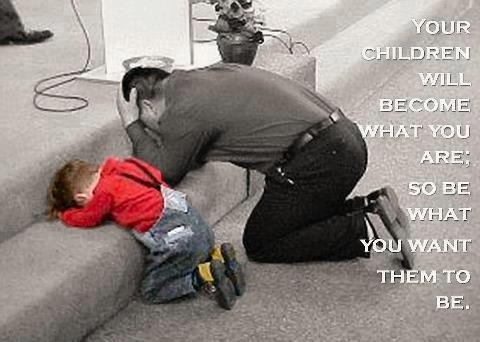 Your
children
will
become
what you
are;
so be
what
you want
them to
be.